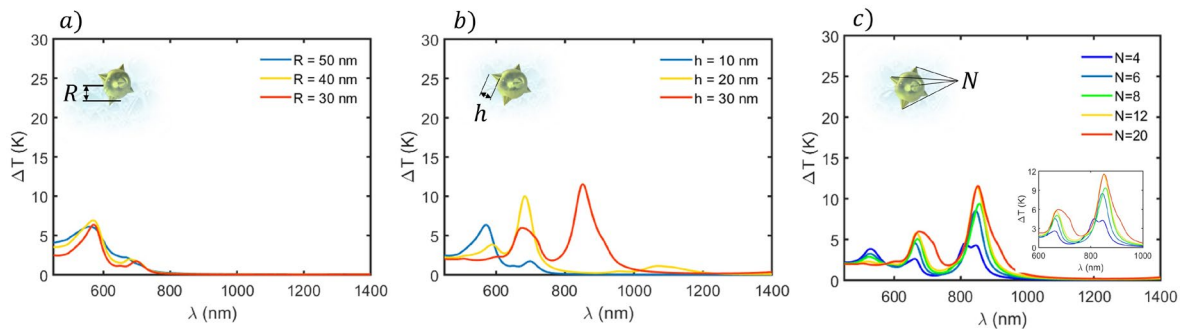 a)
30
25
20
15
10
5
0
ΔT (K)
600
800
1000
1200
1400
λ (nm)
R
R = 50 nm
R = 40 nm
R = 30 nm
b)
30
25
20
15
10
5
0
ΔT (K)
600
800
1000
1200
1400
λ (nm)
h
h = 10 nm
h = 20 nm
h = 30 nm
c)
30
25
20
15
10
5
0
ΔT (K)
600
800
1000
1200
1400
λ (nm)
N
N=4
N=6
N=8
N=12
N=20
12
9
6
3
0
ΔT (K)
600
800
1000
λ (nm)